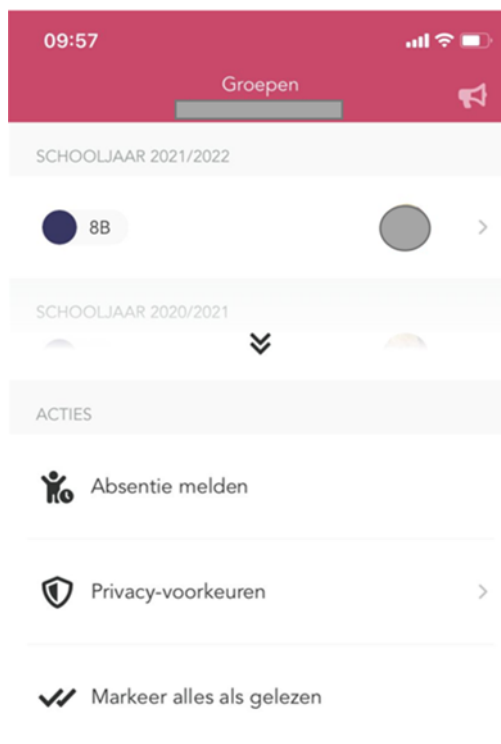 09:57
Groepen
SCHOOLJAAR 2021/2022
8B
SCHOOLJAAR 2020/2021
ACTIES
Absentie melden
Privacy-voorkeuren
Markeer alles als gelezen